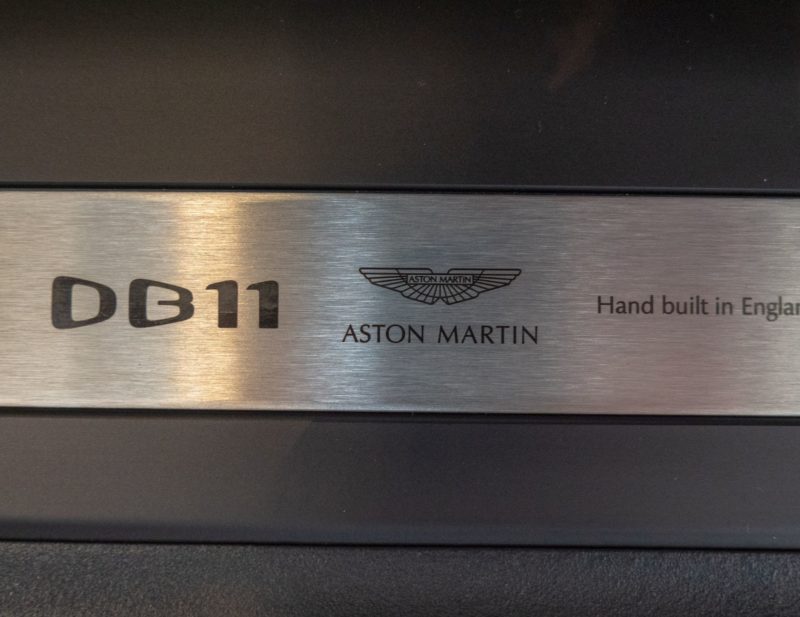 DB11
ASTON MARTIN
ASTON MARTIN
Hand built in Englan